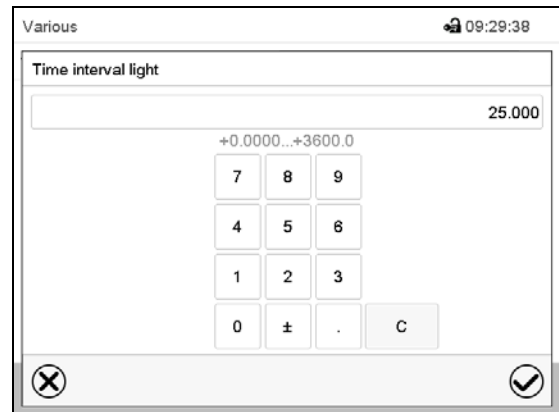 Various 09:29:38
Time interval light
25.000
+0.0000...+3600.0
7 8 9
4 5 6
1 2 3
0 ± . C